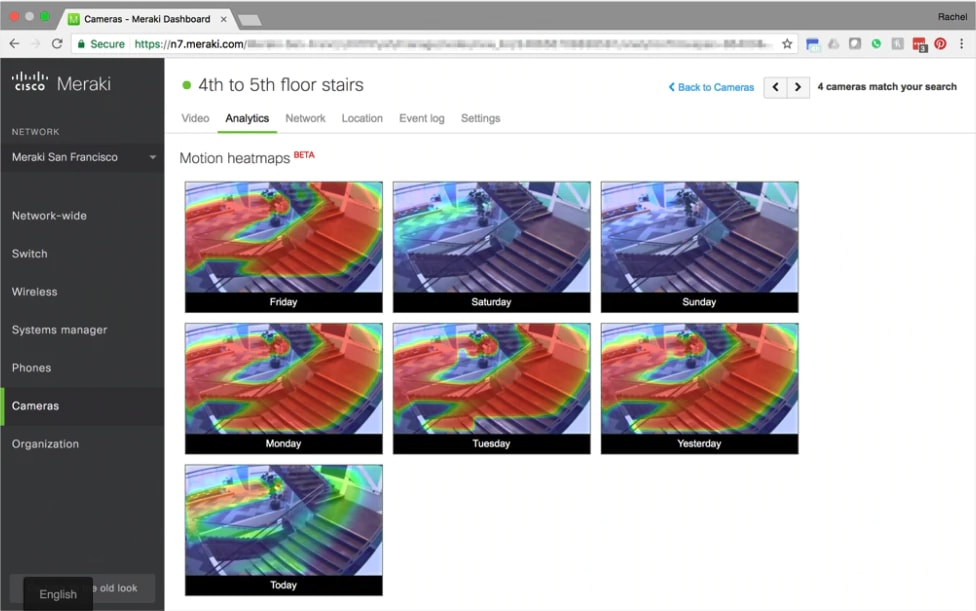 Cameras - Meraki Dashboard
Rachel
Secure
https://n7.meraki.com/
3
CISCO Meraki
4th to 5th floor stairs
Back to Cameras
4 cameras match your search
Video Analytics Network Location Event log Settings
NETWORK
Meraki San Francisco
Motion heatmaps BETA
Network-wide
Switch
Wireless
Systems manager
Phones
Cameras
Organization
Friday Saturday Sunday
Monday Tuesday Yesterday
Today
old look
English